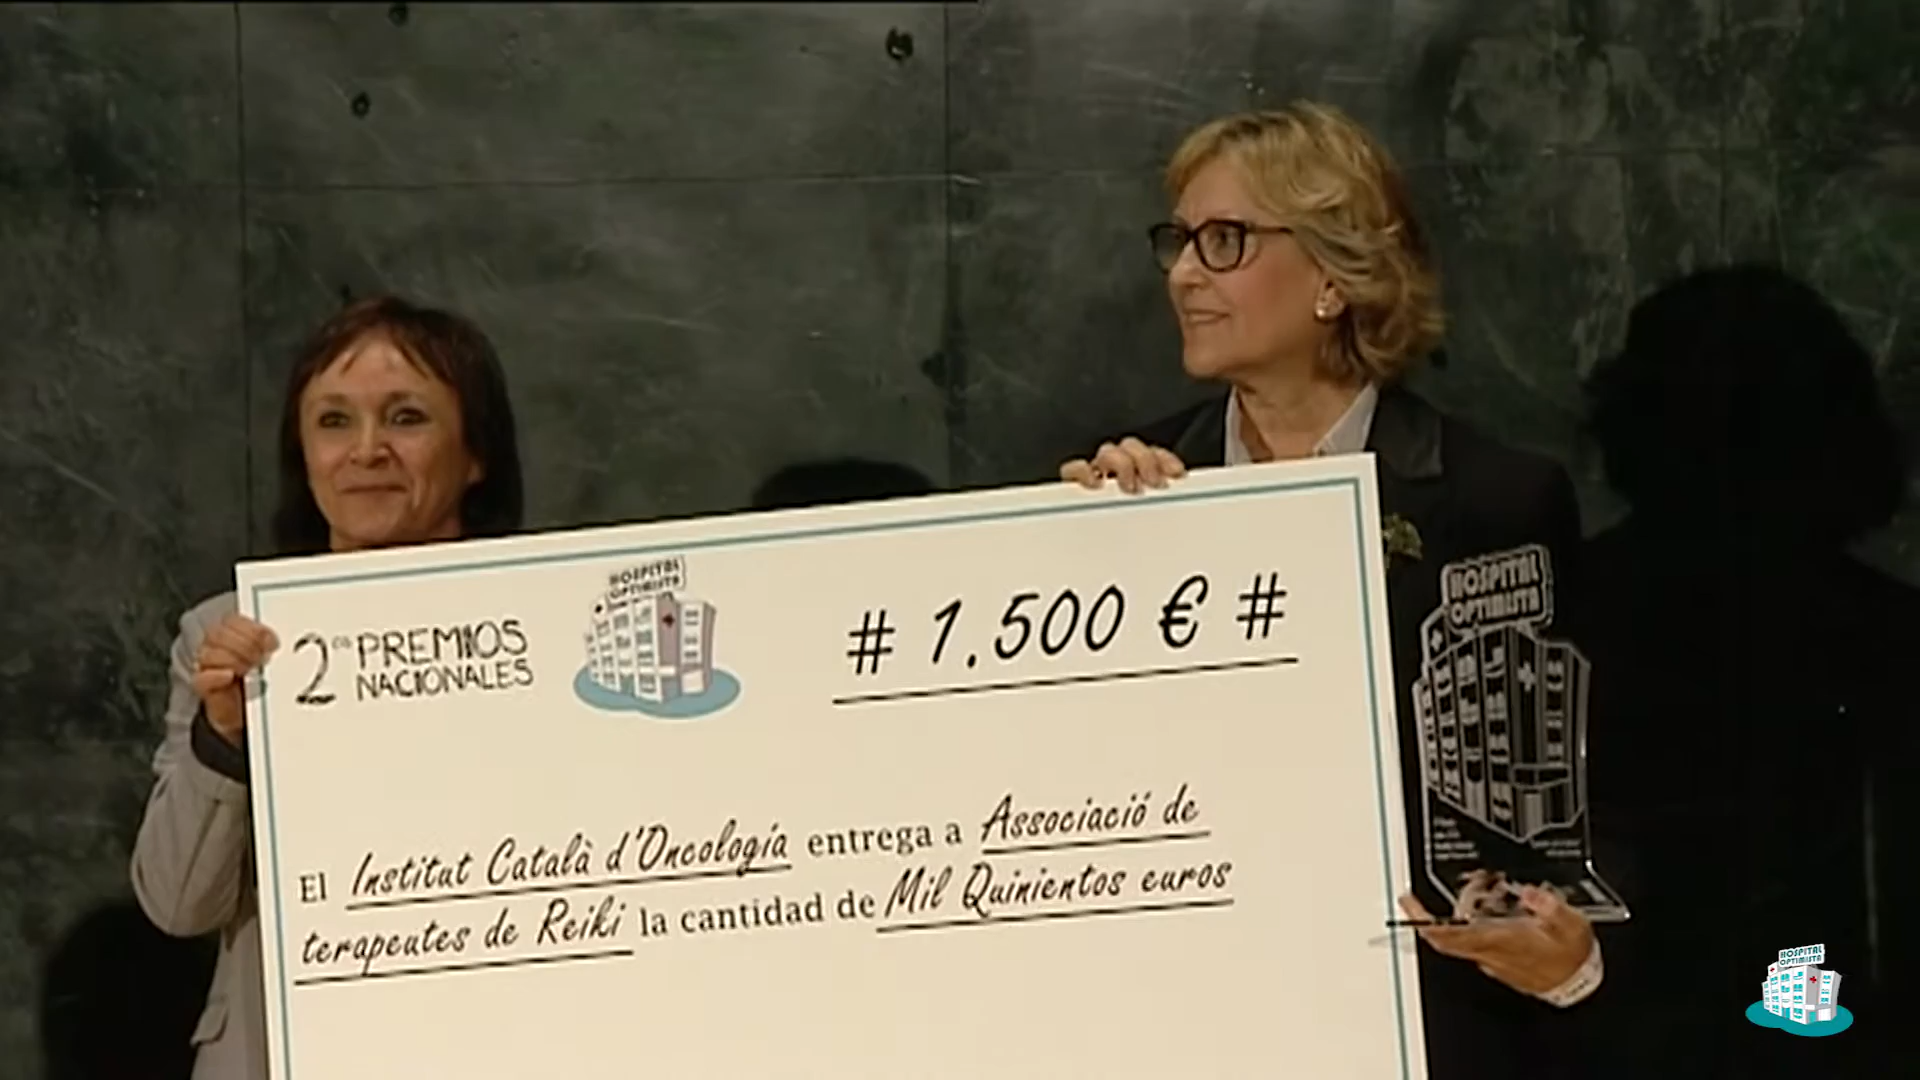 HOSPITAL
OPTIMISTA
2os PREMIOS
NACIONALES
# 1.500 € #
El Institut Català d'Oncología entrega a Associació de
terapeutes de Reiki la cantidad de Mil Quinientos euros
HOSPITAL
OPTIMISTA
HOSPITAL
OPTIMISTA